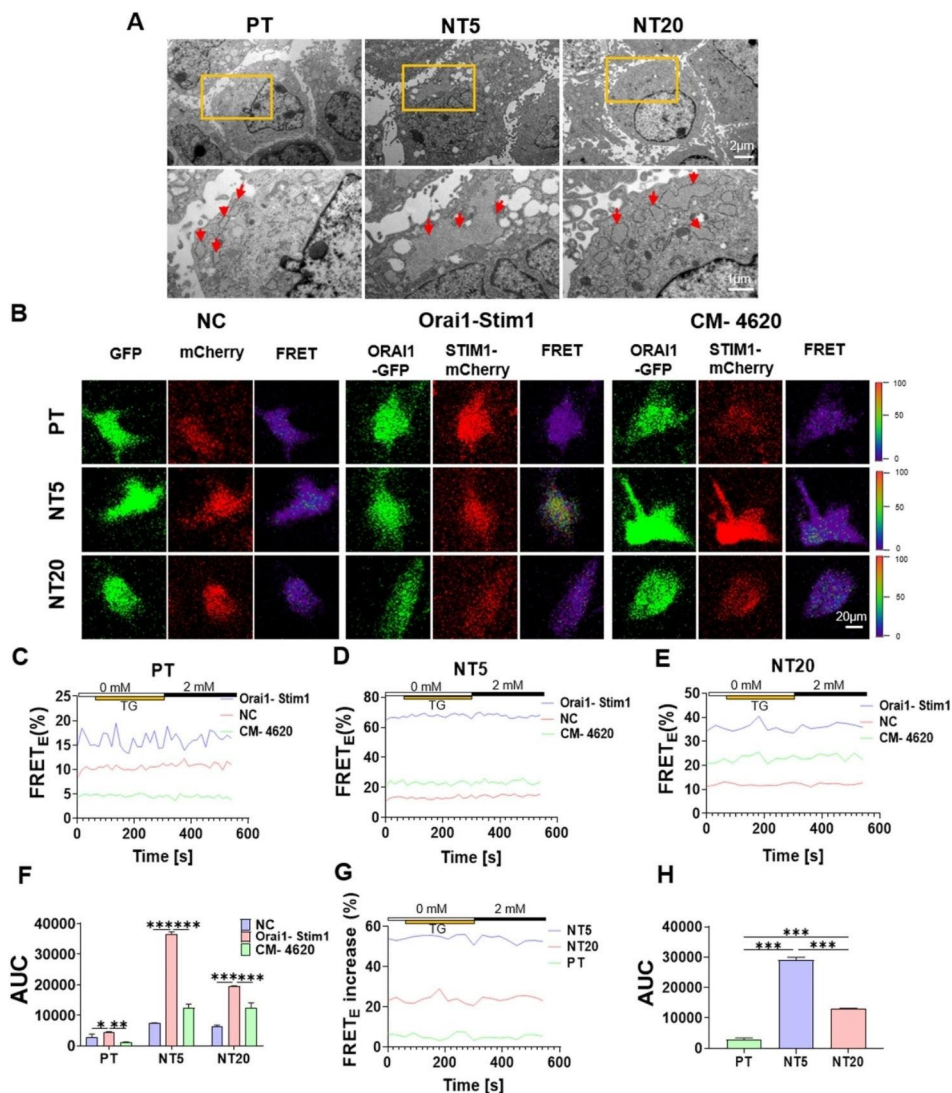 A
PT NT5 NT20
2μm
1μm
B
NC Orai1-Stim1 CM- 4620
GFP mCherry FRET ORAI1 -GFP STIM1- mCherry FRET ORAI1 -GFP STIM1- mCherry FRET
PT
100
50
0
NT5
100
50
0
NT20
100
50
0
20μm
C
PT
0 mM 2 mM
TG
Orai1- Stim1
NC
CM- 4620
FRETE(%)
25
20
15
10
5
0
0 200 400 600
Time [s]
D
NT5
0 mM 2 mM
TG
Orai1- Stim1
NC
CM- 4620
FRETE(%)
80
60
40
20
0
0 200 400 600
Time [s]
E
NT20
0 mM 2 mM
TG
Orai1- Stim1
NC
CM- 4620
FRETE(%)
50
40
30
20
10
0
0 200 400 600
Time [s]
F
AUC
40000
30000
20000
10000
0
* ** *** *** *** ***
NC
Orai1- Stim1
CM- 4620
PT NT5 NT20
G
0 mM 2 mM
TG
NT5
NT20
PT
FRETE increase (%)
60
40
20
0
0 200 400 600
Time [s]
H
AUC
40000
30000
20000
10000
0
***
*** ***
PT NT5 NT20